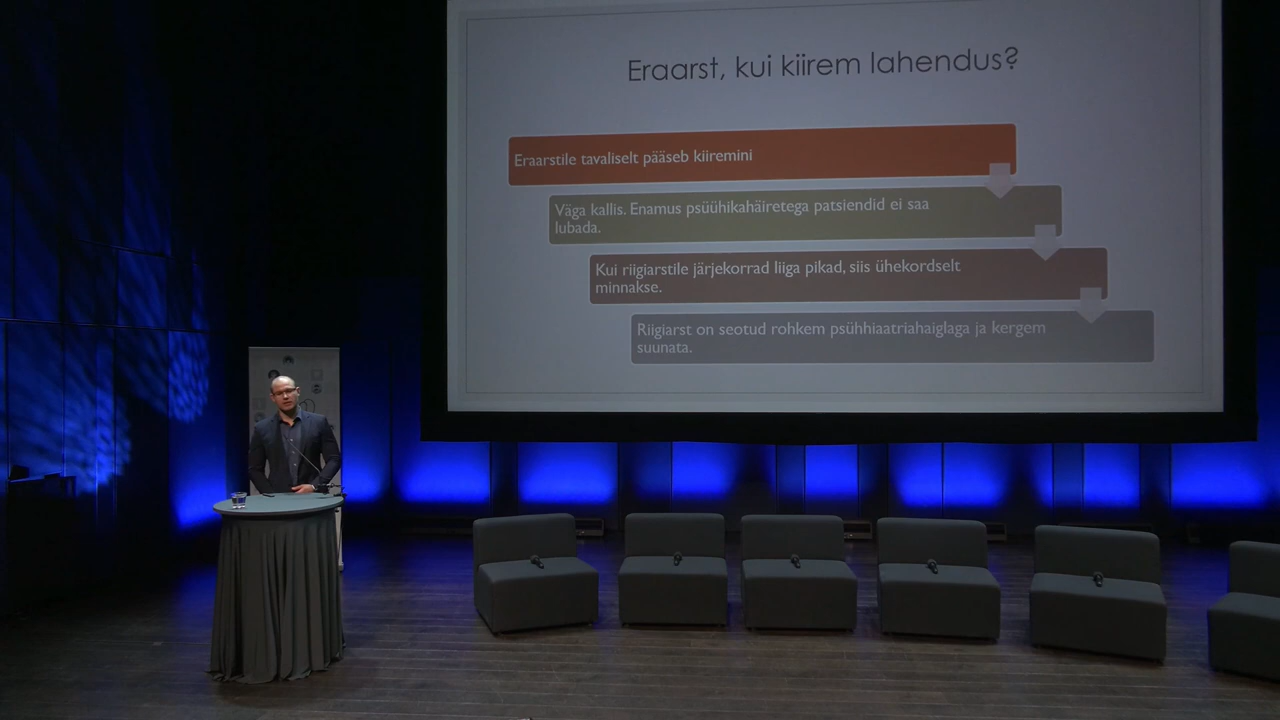 Eraarst, kui kiirem lahendus?
Eraarstile tavaliselt pääseb kiiremini
Väga kallis. Enamus psüühikahäiretega patsiendid ei saa
lubada.
Kui riigiarstile järjekorrad liiga pikad, siis ühekordselt
minnakse.
Riigiarst on seotud rohkem psühhiaatriahaiglaga ja kergem
suunata.